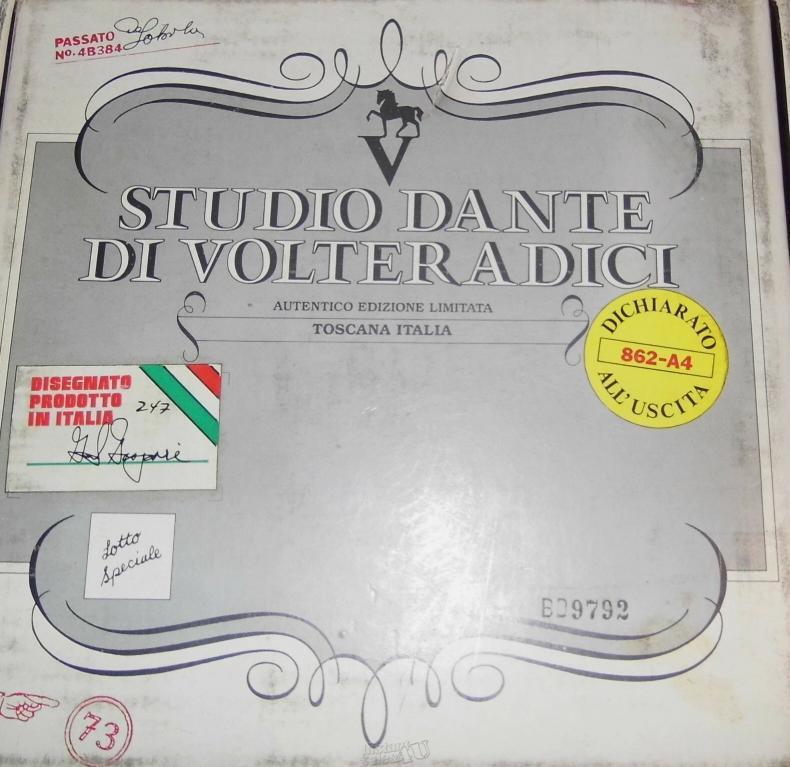 PASSATO
No. 4B384
V
STUDIO DANTE
DI VOLTERADICI
AUTENTICO EDIZIONE LIMITATA
TOSCANA ITALIA
DICHIARATO
862-A4
ALL'USCITA
DISEGNATO
PRODOTTO
IN ITALIA
247
Lotto
Speciale
73